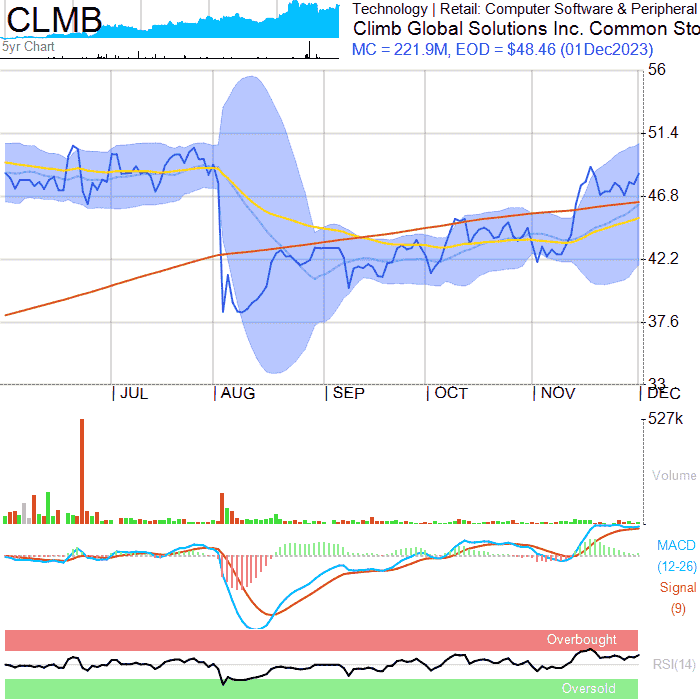 CLMB
Technology | Retail: Computer Software & Peripheral
Climb Global Solutions Inc. Common Sto
5yr Chart
MC = 221.9M, EOD = $48.46 (01Dec2023)
56
51.4
46.8
42.2
37.6
33
JUL
AUG
SEP
OCT
NOV
DEC
527k
Volume
MACD
(12-26)
Signal
(9)
Overbought
RSI(14)
Oversold